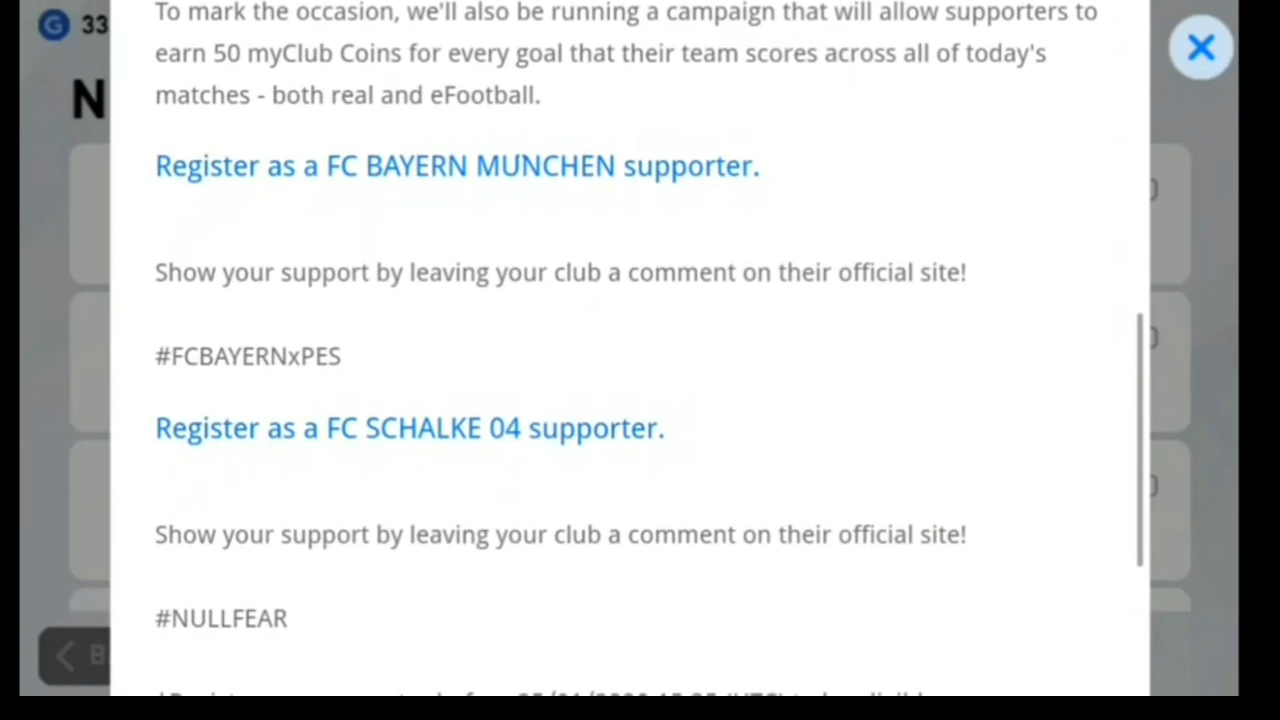 G 33
N
To mark the occasion, we'll also be running a campaign that will allow supporters to
earn 50 myClub Coins for every goal that their team scores across all of today's
matches - both real and eFootball.
Register as a FC BAYERN MUNCHEN supporter.
Show your support by leaving your club a comment on their official site!
#FCBAYERNxPES
Register as a FC SCHALKE 04 supporter.
Show your support by leaving your club a comment on their official site!
#NULLFEAR
B